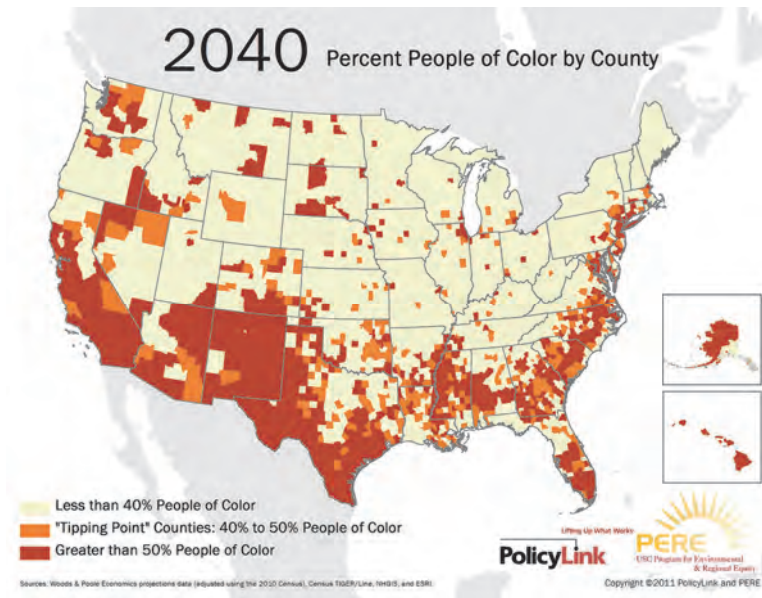 2040 Percent People of Color by County
Less than 40% People of Color
"Tipping Point" Counties: 40% to 50% People of Color
Greater than 50% People of Color
Lifting Up What Works
PolicyLink
PERE
USC Program for Environmental
& Regional Equity
Sources: Woods & Poole Economics projections data (adjusted using the 2010 Census), Census TIGER/Line, NHGIS, and ESRI.
Copyright ©2011 PolicyLink and PERE